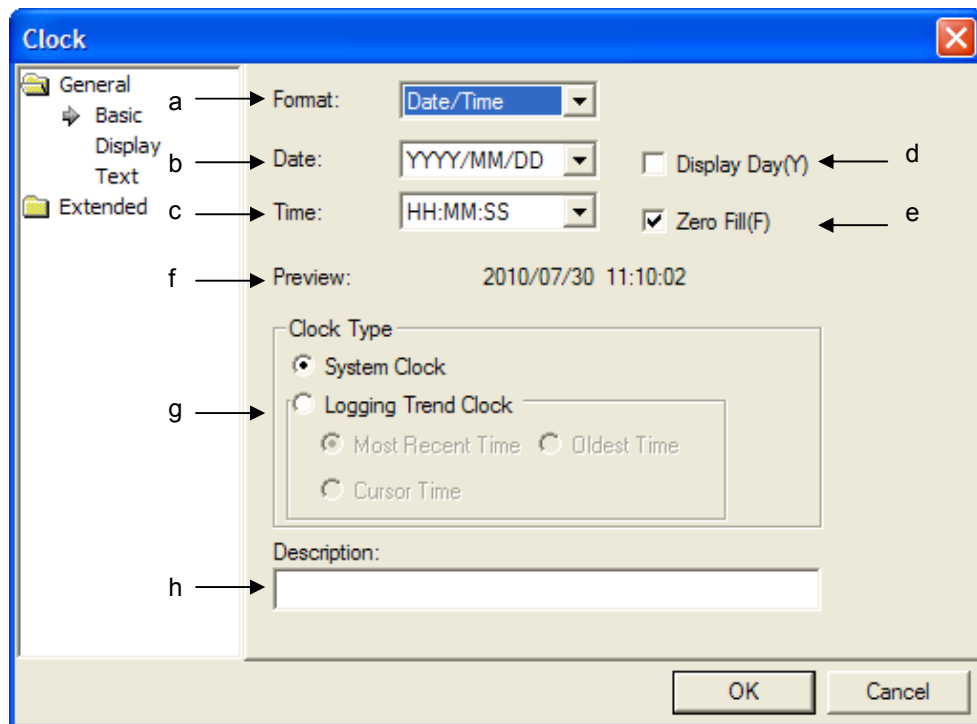 Clock
General
Basic
Display
Text
Extended
a Format: Date/Time
b Date: YYYY/MM/DD Display Day(Y) d
c Time: HH:MM:SS Zero Fill(F) e
f Preview: 2010/07/30 11:10:02
Clock Type
System Clock
g Logging Trend Clock
Most Recent Time Oldest Time
Cursor Time
Description:
h
OK Cancel